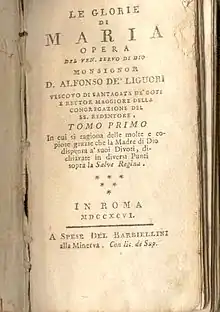 LE GLORIE
DI
MARIA
OPERA
DEL VEN. SERVO DI DIO
MONSIGNOR
D. ALFONSO DE' LIGUORI
VESCOVO DI SANTAGATA DE' GOTI
E RETTOR MAGGIORE DELLA
CONGREGAZIONE DEL
SS. REDENTORE.
TOMO PRIMO
In cui si ragiona delle molte e co-
piose grazie che la Madre di Dio
dispensa a' suoi Divoti, di-
chiarate in diversi Punti
sopra la Salve Regina.
IN ROMA
MDCCXCVI.
A SPESE DEL BARBIELLINI
alla Minerva. Con lic. de' Sup.